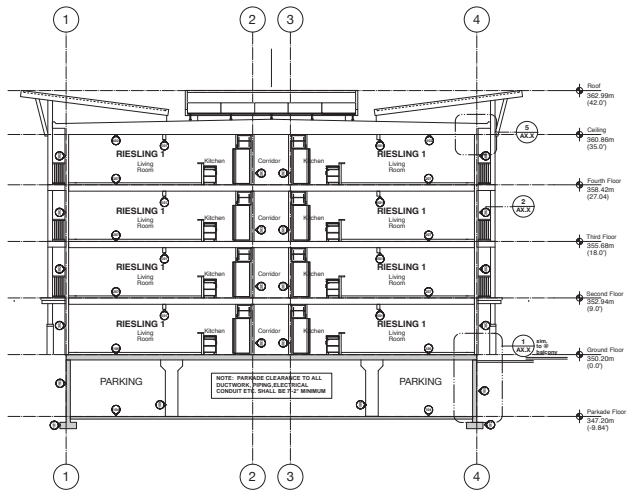 1 2 3 4
Roof
362.99m
(42.0')
5
AX.X
Ceiling
360.86m
(35.0')
RIESLING 1
Living
Room
Kitchen
Corridor
Kitchen
RIESLING 1
Living
Room
Fourth Floor
358.42m
(27.04)
2
AX.X
RIESLING 1
Living
Room
Kitchen
Corridor
Kitchen
RIESLING 1
Living
Room
Third Floor
355.68m
(18.0')
RIESLING 1
Living
Room
Kitchen
Corridor
Kitchen
RIESLING 1
Living
Room
Second Floor
352.94m
(9.0')
RIESLING 1
Living
Room
Kitchen
Corridor
Kitchen
RIESLING 1
Living
Room
1
AX.X
sim.
to @
balcony
Ground Floor
350.20m
(0.0')
PARKING
NOTE: PARKADE CLEARANCE TO ALL
DUCTWORK, PIPING,ELECTRICAL
CONDUIT ETC. SHALL BE 7'-2" MINIMUM
PARKING
Parkade Floor
347.20m
(-9.84')
1 2 3 4